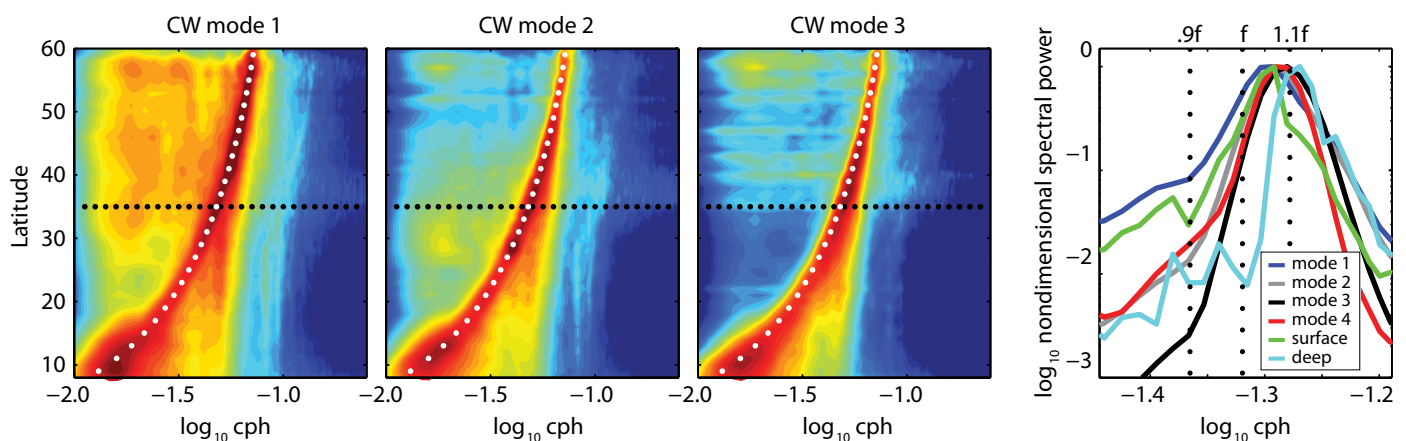 CW mode 1
CW mode 2
CW mode 3
Latitude
60
50
40
30
20
10
−2.0 −1.5 −1.0
−2.0 −1.5 −1.0
−2.0 −1.5 −1.0
log10 cph
log10 cph
log10 cph
.9f f 1.1f
log10 nondimensional spectral power
0
−1
−2
−3
mode 1
mode 2
mode 3
mode 4
surface
deep
−1.4 −1.3 −1.2
log10 cph